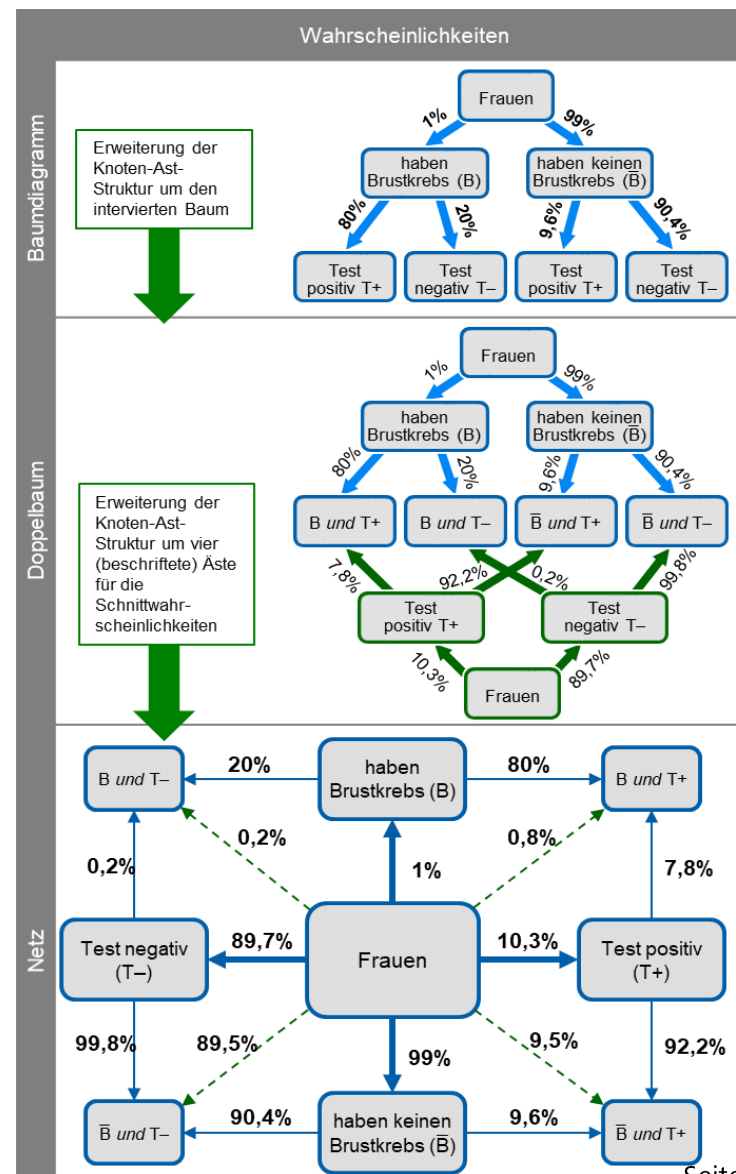 Wahrscheinlichkeiten
Baumdiagramm
Erweiterung der
Knoten-Ast-
Struktur um den
intervierten Baum
Frauen
1%
99%
haben
Brustkrebs (B)
haben keinen
Brustkrebs (B̅)
80%
20%
9,6%
90,4%
Test
positiv T+
Test
negativ T–
Test
positiv T+
Test
negativ T–
Doppelbaum
Erweiterung der
Knoten-Ast-
Struktur um vier
(beschriftete) Äste
für die
Schnittwahr-
scheinlichkeiten
Frauen
1%
99%
haben
Brustkrebs (B)
haben keinen
Brustkrebs (B̅)
80%
20%
9,6%
90,4%
B und T+
B und T–
B̅ und T+
B̅ und T–
7,8%
92,2%
0,2%
99,8%
Test
positiv T+
Test
negativ T–
10,3%
89,7%
Frauen
Netz
B und T–
20%
haben
Brustkrebs (B)
80%
B und T+
0,2%
0,8%
0,2%
1%
7,8%
Test negativ
(T–)
89,7%
Frauen
10,3%
Test positiv
(T+)
99,8%
89,5%
99%
9,5%
92,2%
B̅ und T–
90,4%
haben keinen
Brustkrebs (B̅)
9,6%
B̅ und T+